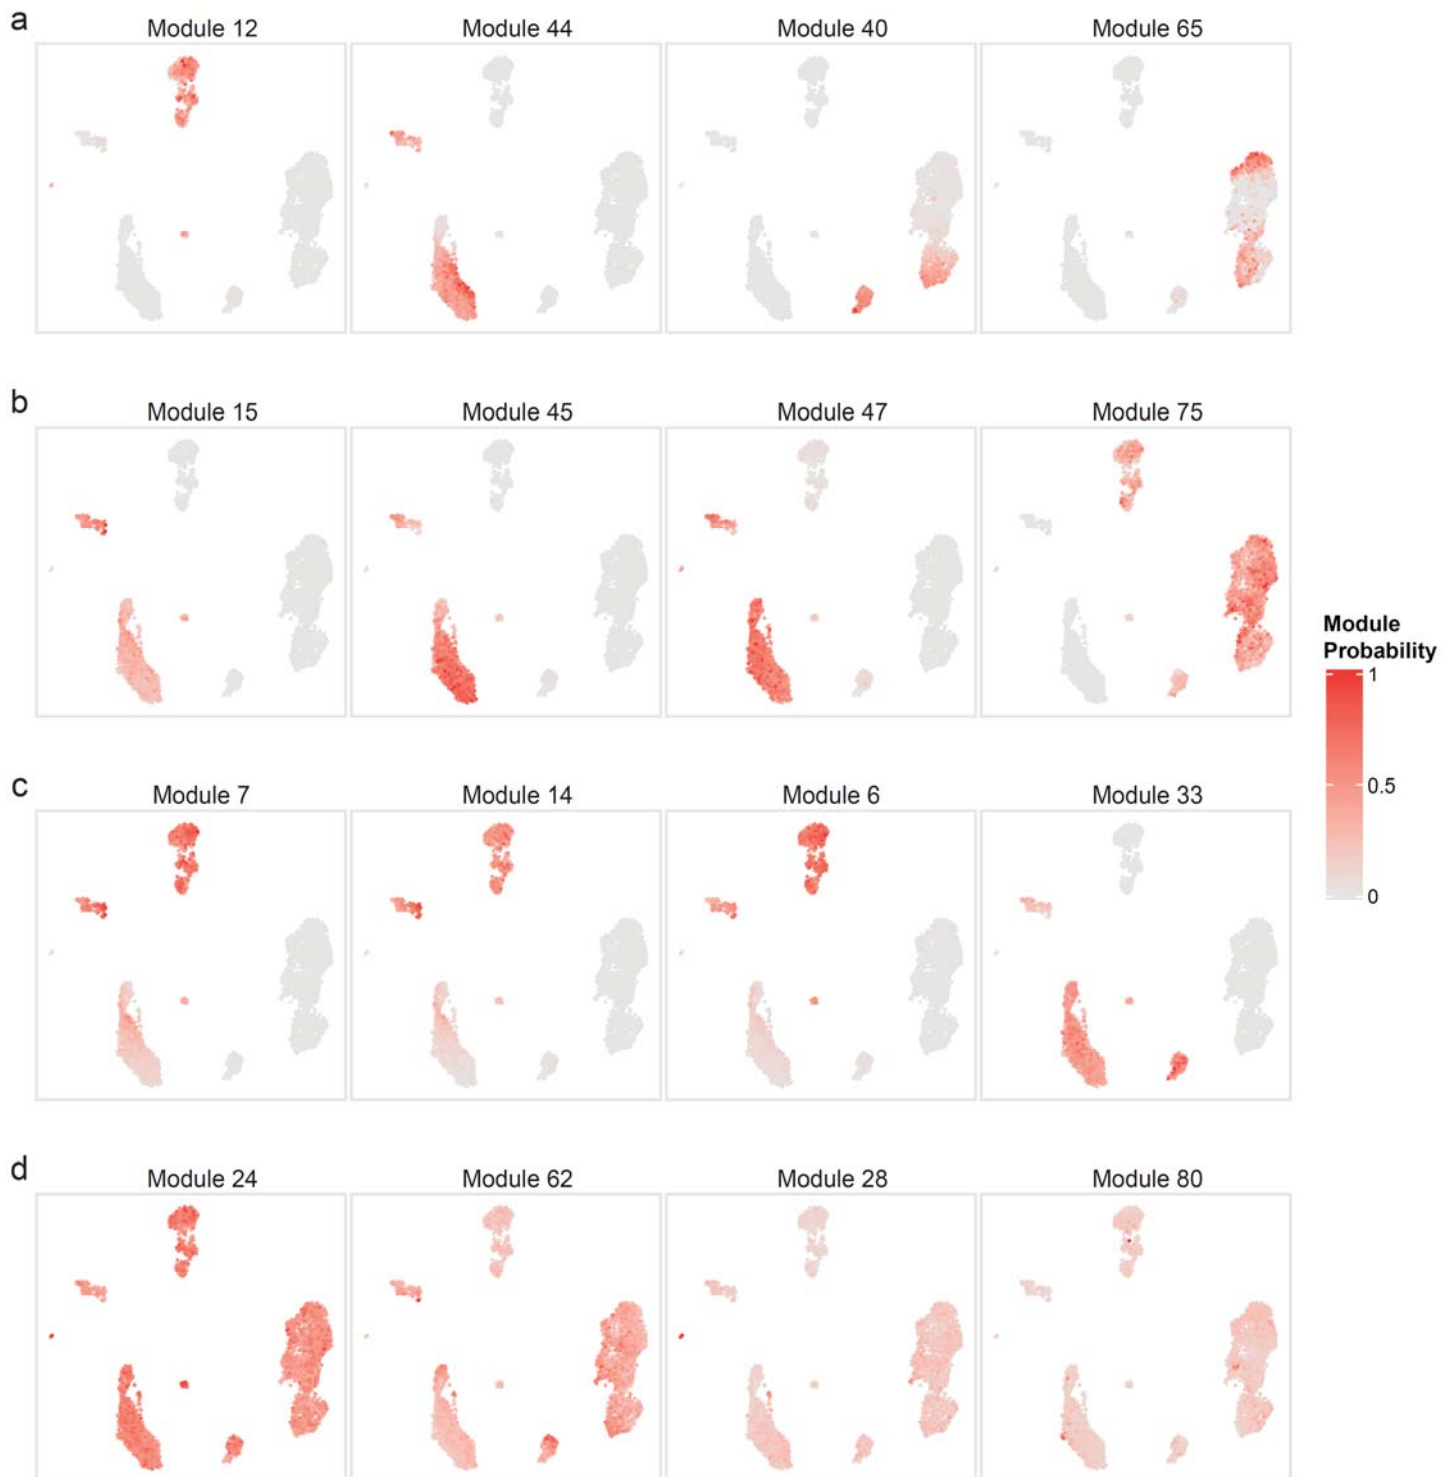 a
Module 12
Module 44
Module 40
Module 65
b
Module 15
Module 45
Module 47
Module 75
Module
Probability
1
0.5
0
c
Module 7
Module 14
Module 6
Module 33
d
Module 24
Module 62
Module 28
Module 80